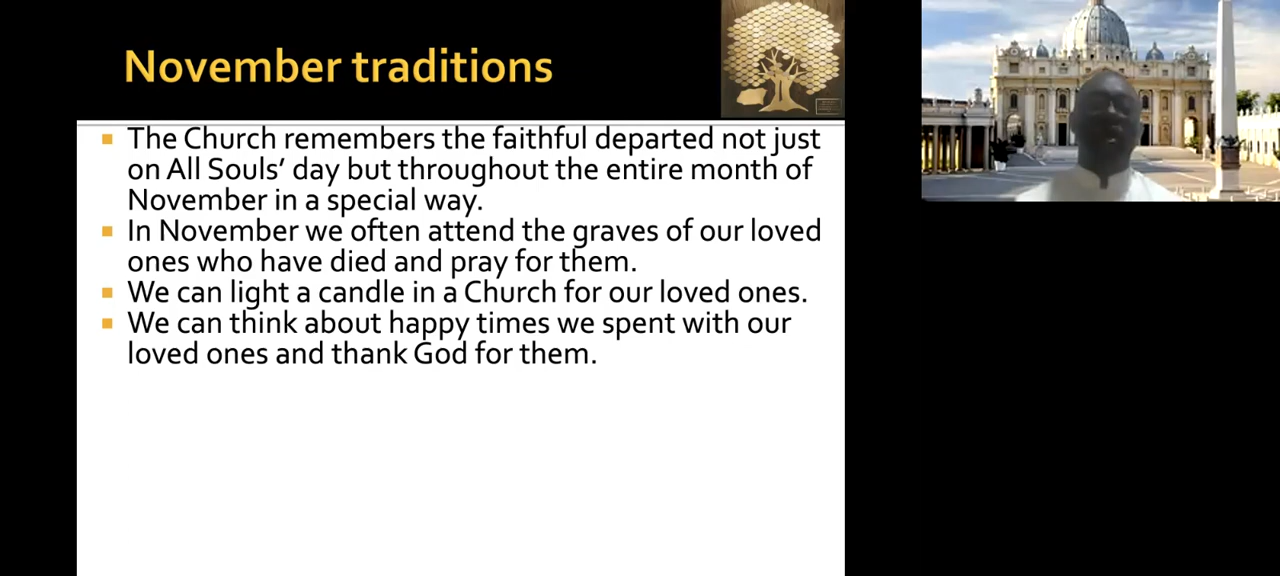 November traditions
The Church remembers the faithful departed not just
on All Souls’ day but throughout the entire month of
November in a special way.
In November we often attend the graves of our loved
ones who have died and pray for them.
We can light a candle in a Church for our loved ones.
We can think about happy times we spent with our
loved ones and thank God for them.